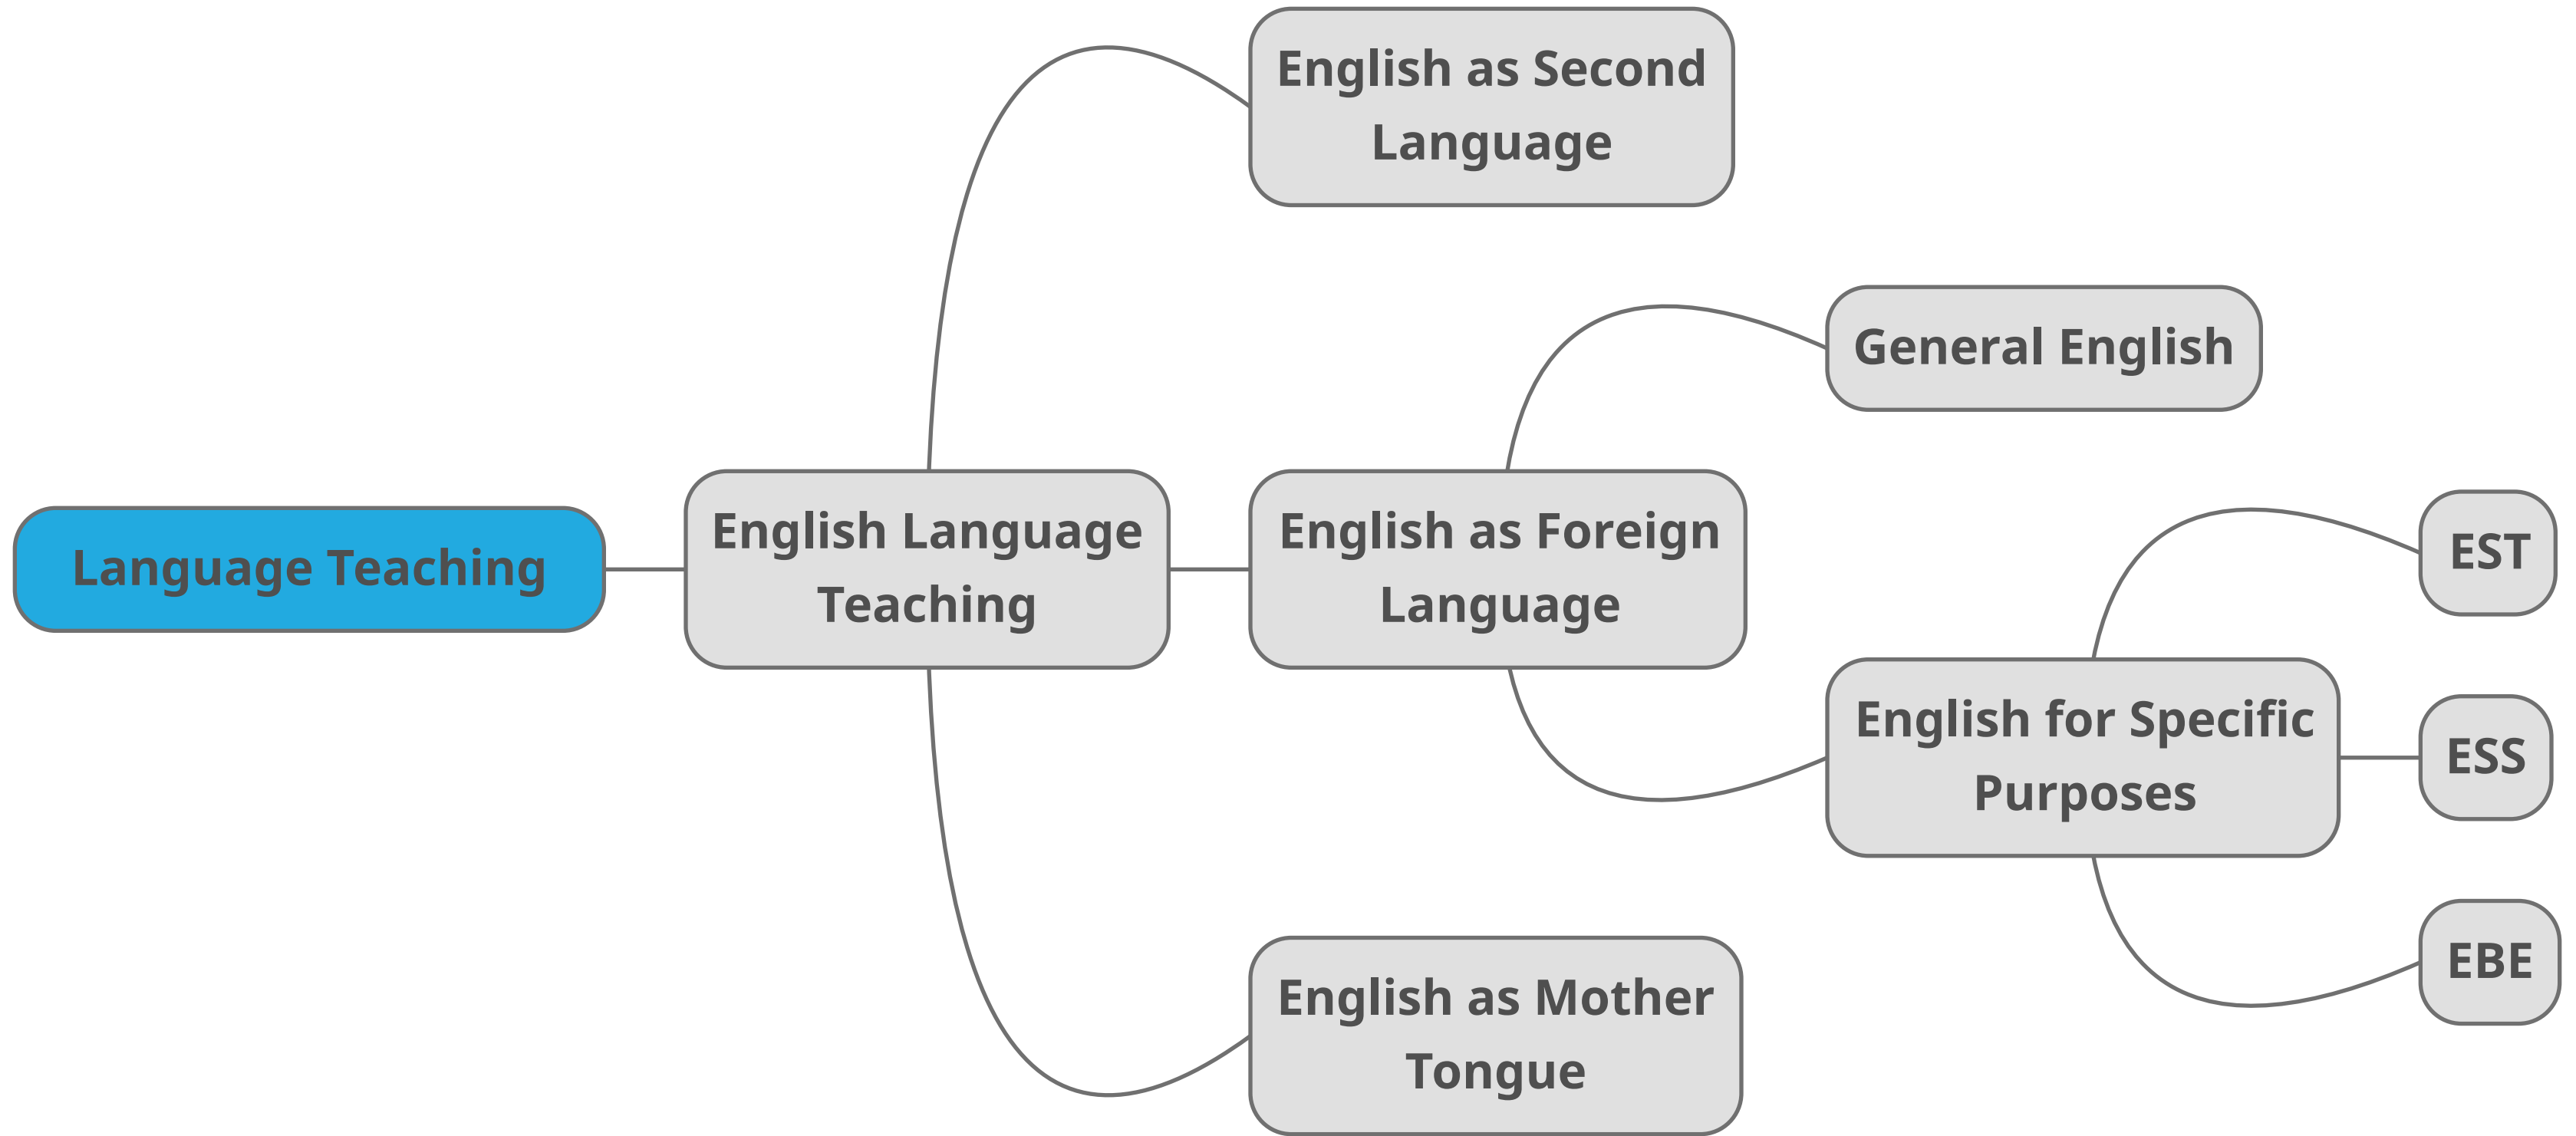 Language Teaching
English Language
Teaching
English as Second
Language
English as Foreign
Language
General English
English for Specific
Purposes
EST
ESS
EBE
English as Mother
Tongue